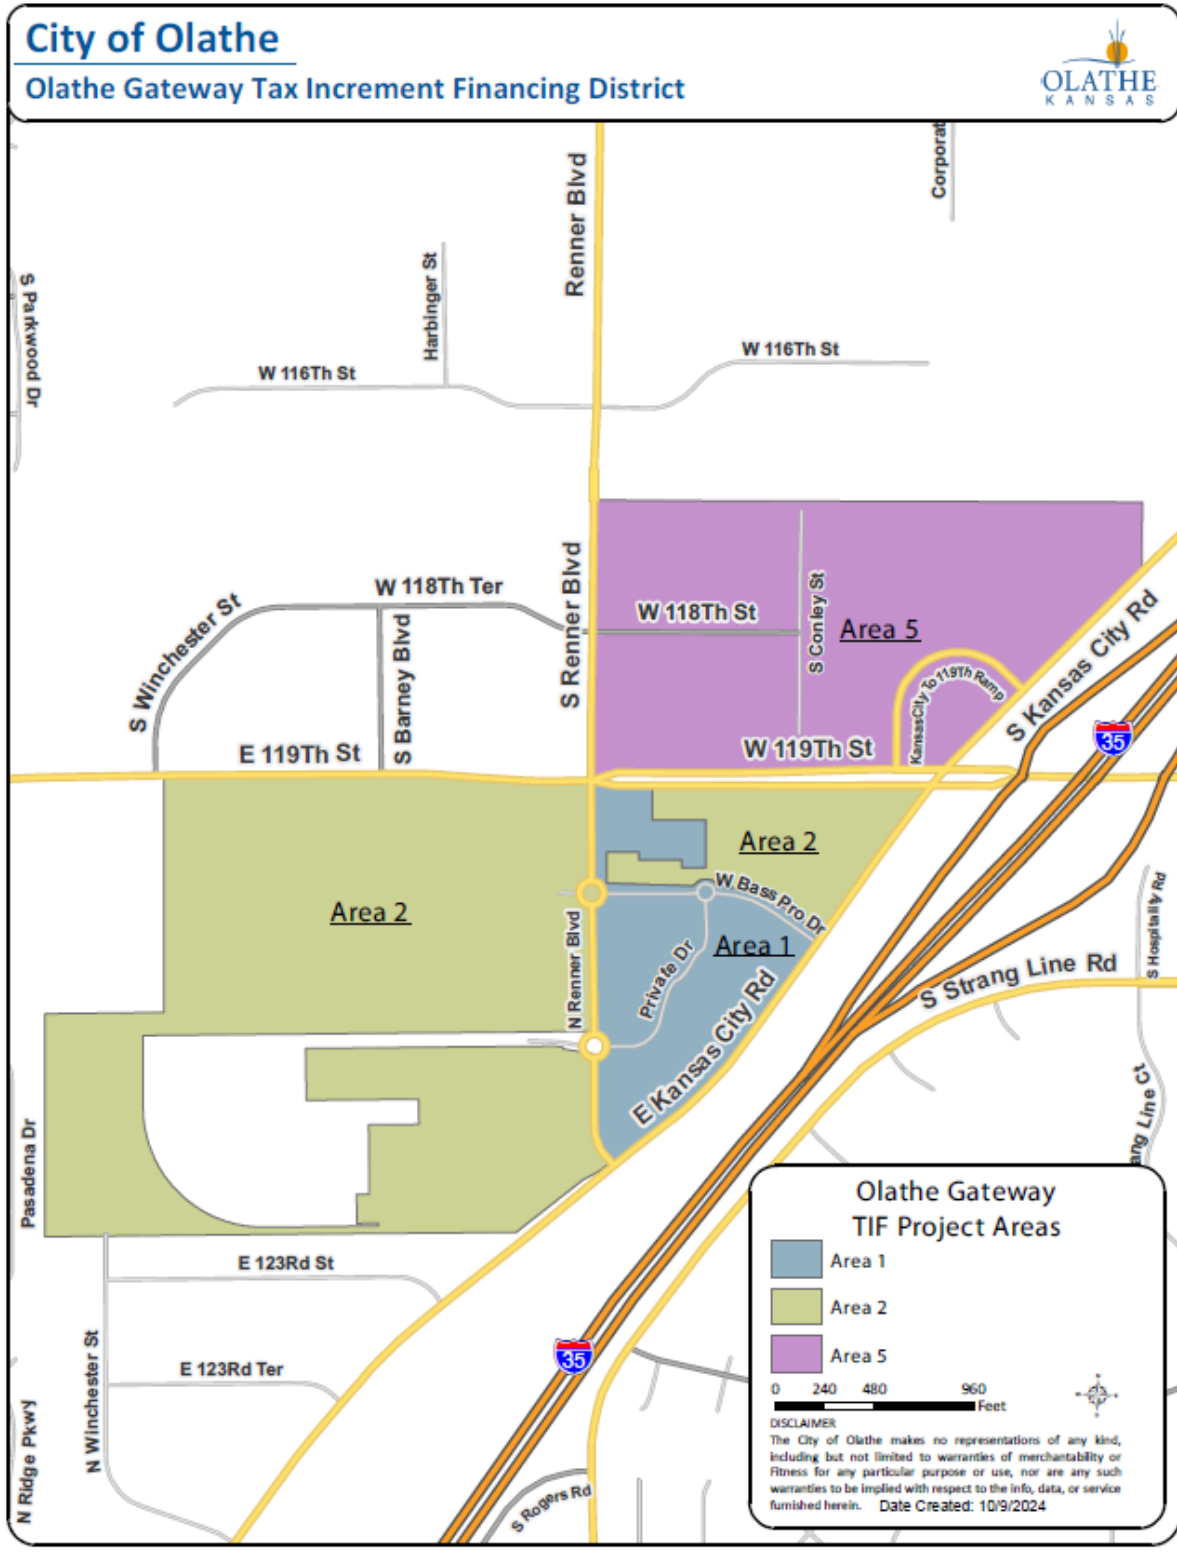 City of Olathe
Olathe Gateway Tax Increment Financing District
OLATHE
KANSAS
Renner Blvd
Corporat
S Parkwood Dr
Harbinger St
W 116Th St
W 116Th St
S Renner Blvd
W 118Th Ter
S Winchester St
S Barney Blvd
W 118Th St
S Conley St
Area 5
KansasCity To 119Th Ramp
S Kansas City Rd
35
E 119Th St
W 119Th St
Area 2
Area 2
W Bass Pro Dr
Area 1
N Renner Blvd
Private Dr
E Kansas City Rd
S Strang Line Rd
S Hospitality Rd
ang Line Ct
Pasadena Dr
E 123Rd St
N Winchester St
E 123Rd Ter
N Ridge Pkwy
35
S Rogers Rd
Olathe Gateway
TIF Project Areas
Area 1
Area 2
Area 5
0 240 480 960
Feet
DISCLAIMER
The City of Olathe makes no representations of any kind,
including but not limited to warranties of merchantability or
Fitness for any particular purpose or use, nor are any such
warranties to be implied with respect to the info, data, or service
furnished herein. Date Created: 10/9/2024